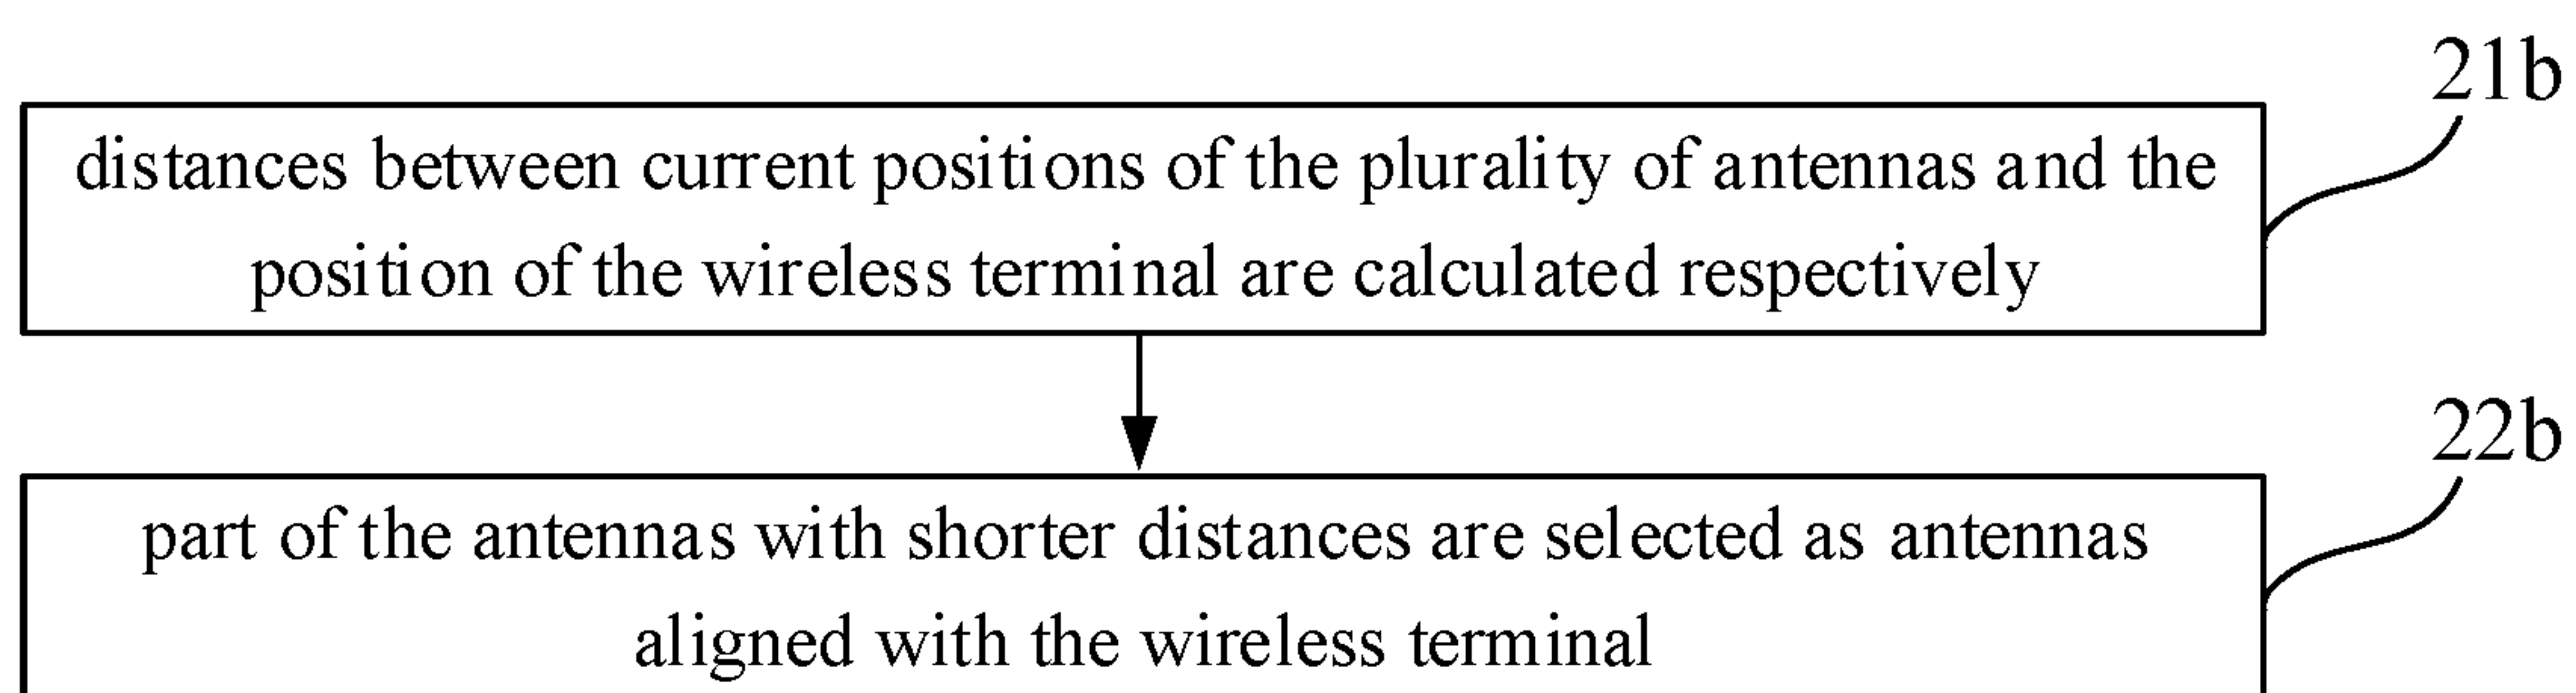 21b
distances between current positions of the plurality of antennas and the
position of the wireless terminal are calculated respectively
22b
part of the antennas with shorter distances are selected as antennas
aligned with the wireless terminal